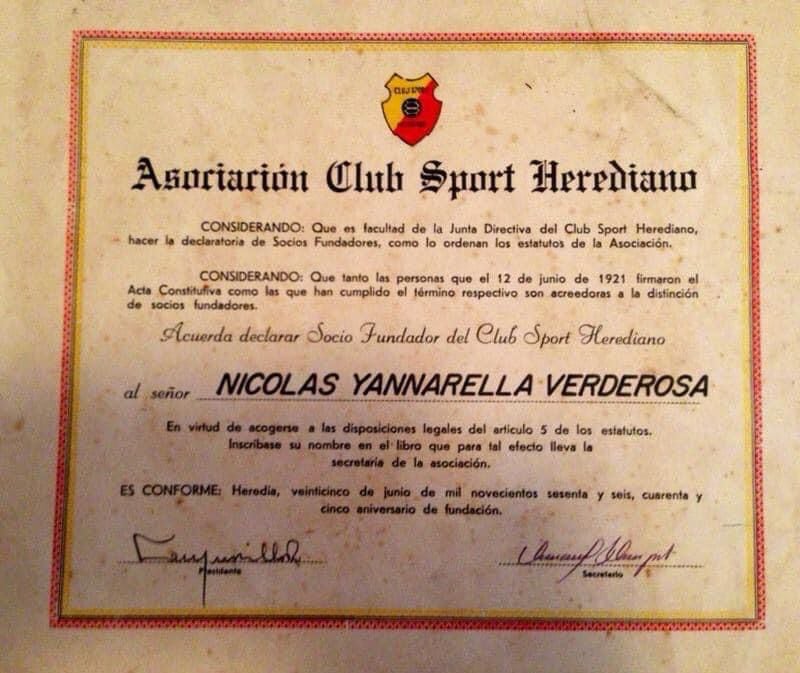 CLUB SPORT
Asociación Club Sport Herediano
CONSIDERANDO: Que es facultad de la Junta Directiva del Club Sport Herediano,
hacer la declaratoria de Socios Fundadores, como lo ordenan los estatutos de la Asociación.
CONSIDERANDO: Que tanto las personas que el 12 de junio de 1921 firmaron el
Acta Constitutiva como las que han cumplido el término respectivo son acreedoras a la distinción
de socios fundadores.
Acuerda declarar Socio Fundador del Club Sport Herediano
al señor NICOLAS YANNARELLA VERDEROSA
En virtud de acogerse a las disposiciones legales del artículo 5 de los estatutos.
Inscríbase su nombre en el libro que para tal efecto lleva la
secretaría de la asociación.
ES CONFORME: Heredia, veinticinco de junio de mil novecientos sesenta y seis, cuarenta y
cinco aniversario de fundación.
Presidente
Secretario